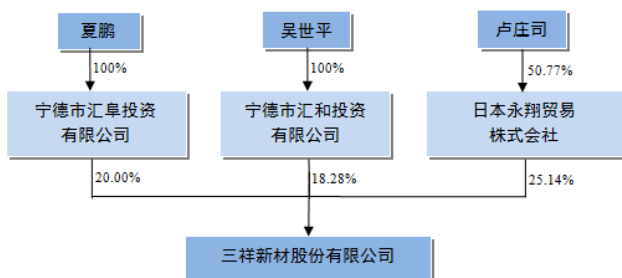 夏鹏 吴世平 卢庄司
100% 100% 50.77%
宁德市汇阜投资 宁德市汇和投资 日本永翔贸易
有限公司 有限公司 株式会社
20.00% 18.28% 25.14%
三祥新材股份有限公司